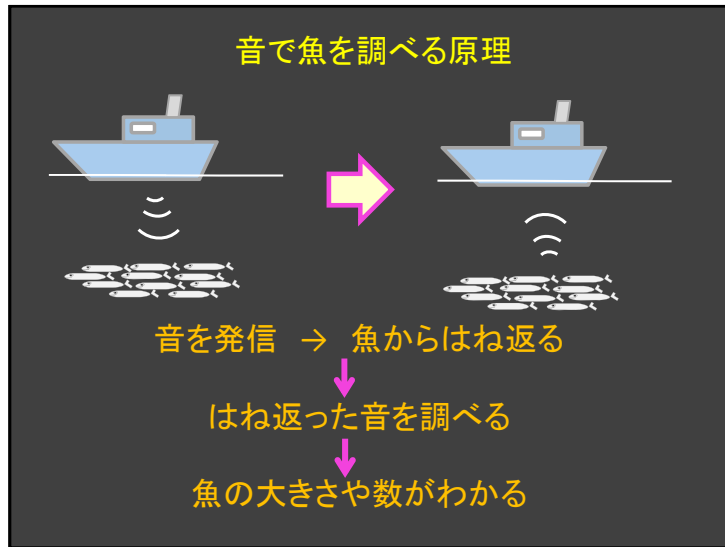 音で魚を調べる原理
音を発信 → 魚からはね返る
はね返った音を調べる
魚の大きさや数がわかる